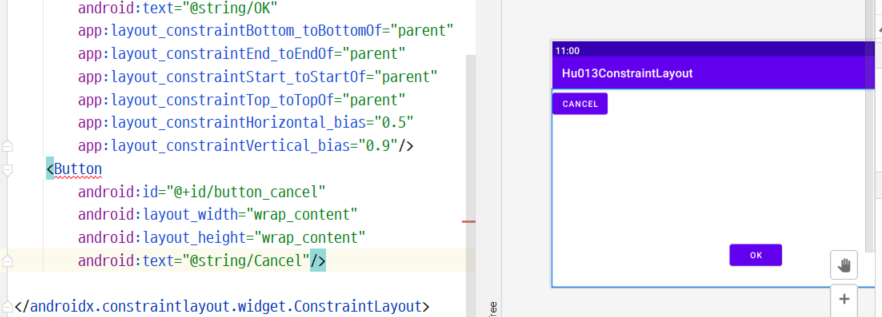 android:text="@string/OK"
app:layout_constraintBottom_toBottomOf="parent"
app:layout_constraintEnd_toEndOf="parent"
app:layout_constraintStart_toStartOf="parent"
app:layout_constraintTop_toTopOf="parent"
app:layout_constraintHorizontal_bias="0.5"
app:layout_constraintVertical_bias="0.9"/>
<Button
android:id="@+id/button_cancel"
android:layout_width="wrap_content"
android:layout_height="wrap_content"
android:text="@string/Cancel"/>
</androidx.constraintlayout.widget.ConstraintLayout>
11:00
Hu013ConstraintLayout
CANCEL
OK
+